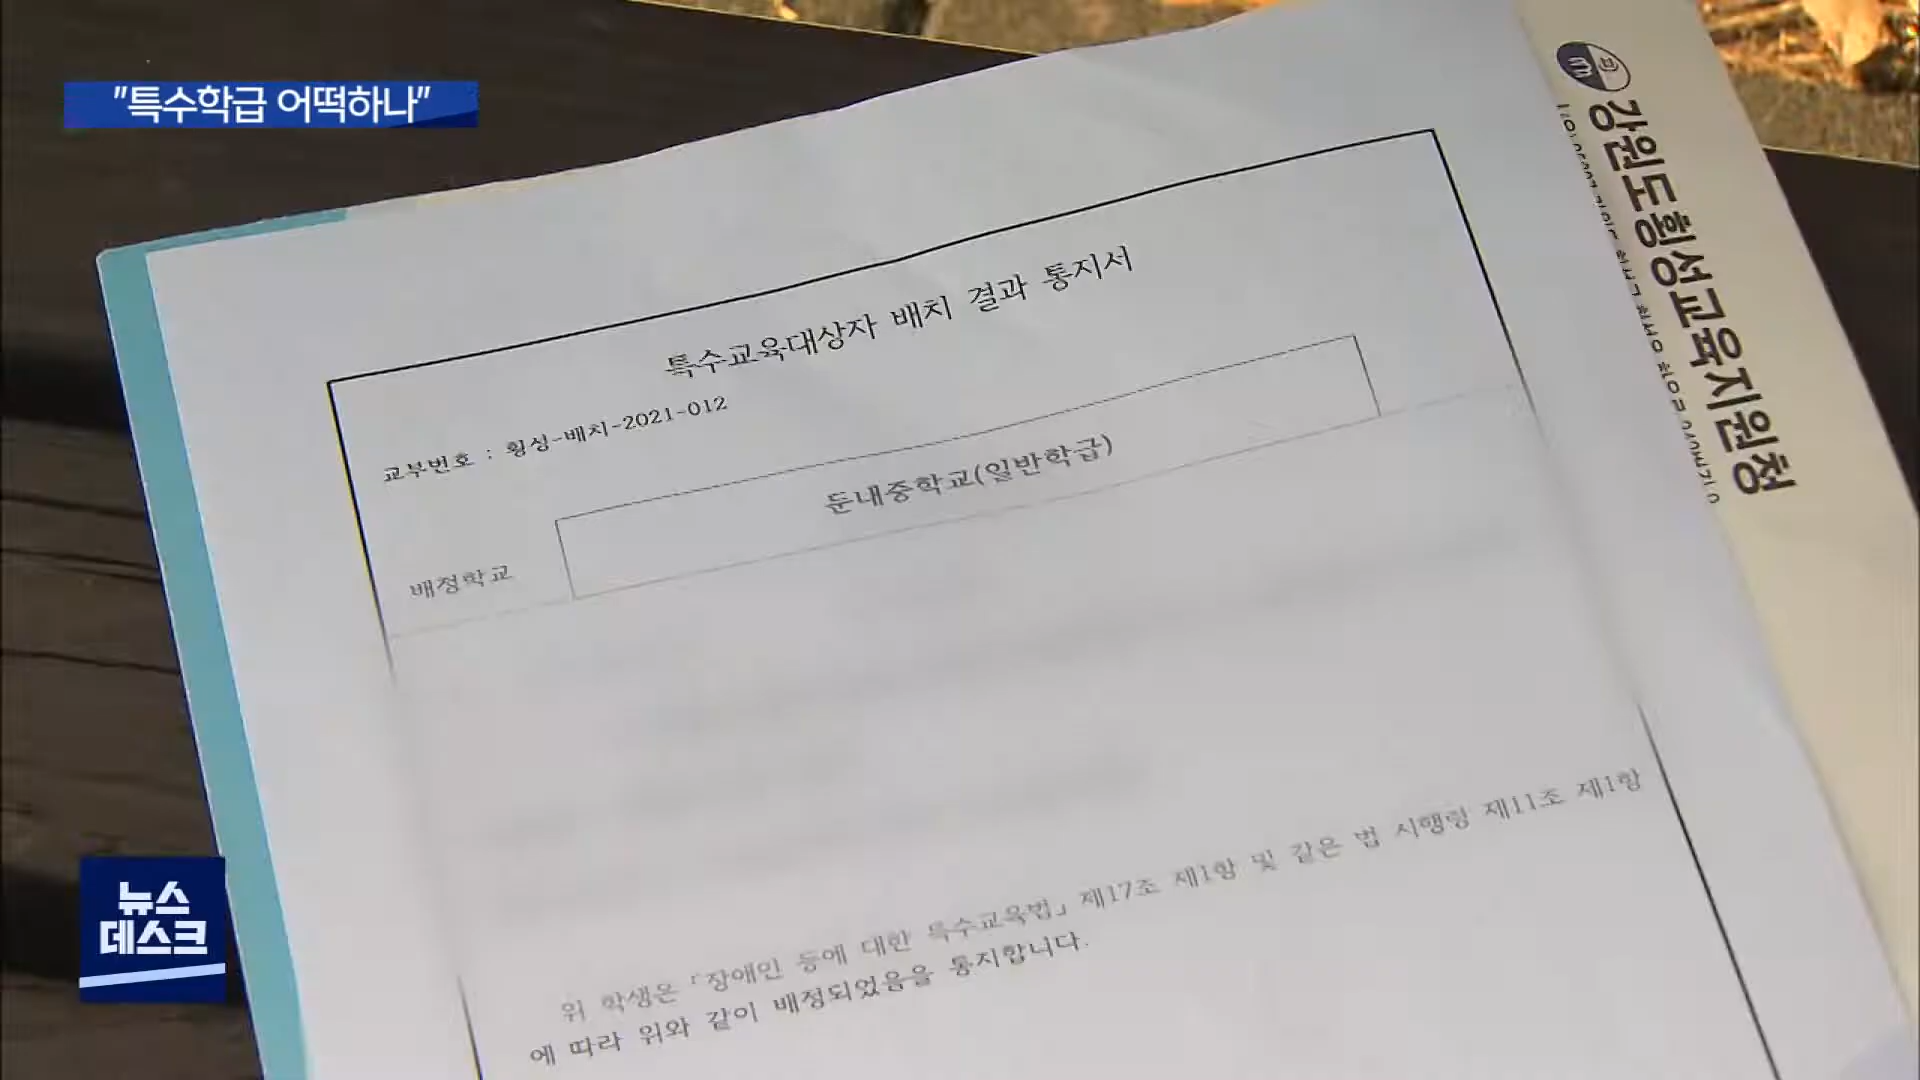 "특수학급 어떡하나"
특수교육대상자 배치 결과 통지서
교부번호 : 횡성-배치-2021-012
둔내중학교(일반학급)
배정학교
위 학생은 「장애인 등에 대한 특수교육법」 제17조 제1항 및 같은 법 시행령 제11조 제1항
에 따라 위와 같이 배정되었음을 통지합니다.
강원도횡성교육지원청
뉴스
데스크